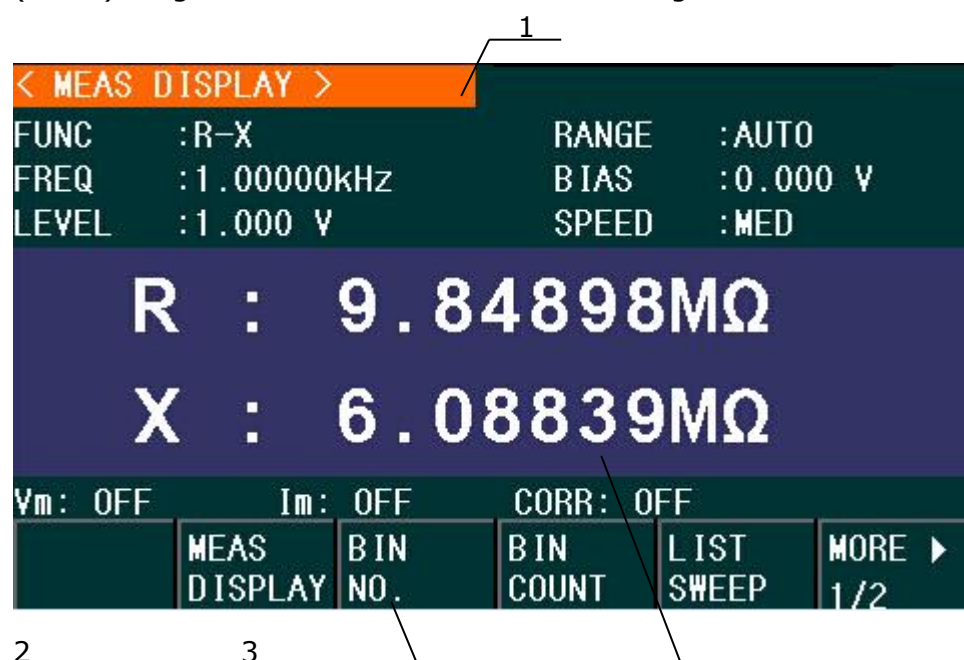 1
< MEAS DISPLAY >
FUNC :R-X RANGE :AUTO
FREQ :1.00000kHz BIAS :0.000 V
LEVEL :1.000 V SPEED :MED
R : 9.84898MΩ
X : 6.08839MΩ
Vm: OFF Im: OFF CORR: OFF
MEAS BIN BIN LIST MORE ▶
DISPLAY NO. COUNT SWEEP 1/2
2 3